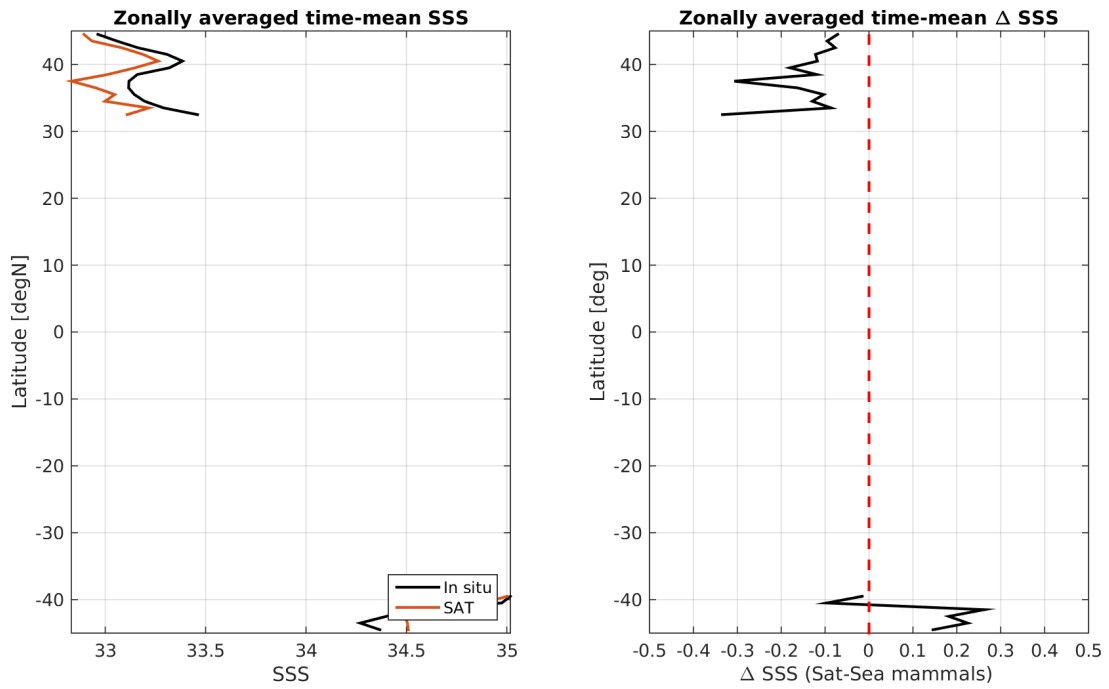 Zonally averaged time-mean SSS
Latitude [degN]
40
30
20
10
0
-10
-20
-30
-40
33
33.5
34
34.5
35
SSS
In situ
SAT
Zonally averaged time-mean Δ SSS
Latitude [deg]
40
30
20
10
0
-10
-20
-30
-40
-0.5 -0.4 -0.3 -0.2 -0.1 0 0.1 0.2 0.3 0.4 0.5
Δ SSS (Sat-Sea mammals)